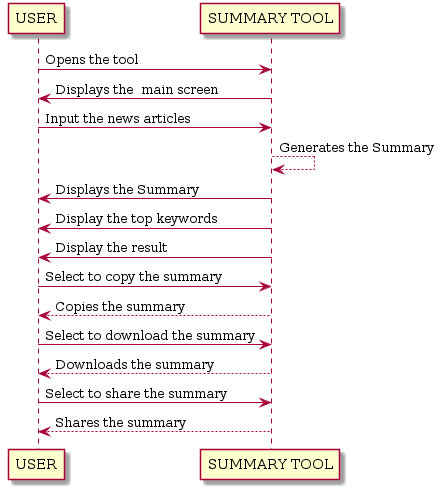 USER
SUMMARY TOOL
Opens the tool
Displays the  main screen
Input the news articles
Generates the Summary
Displays the Summary
Display the top keywords
Display the result
Select to copy the summary
Copies the summary
Select to download the summary
Downloads the summary
Select to share the summary
Shares the summary
USER
SUMMARY TOOL